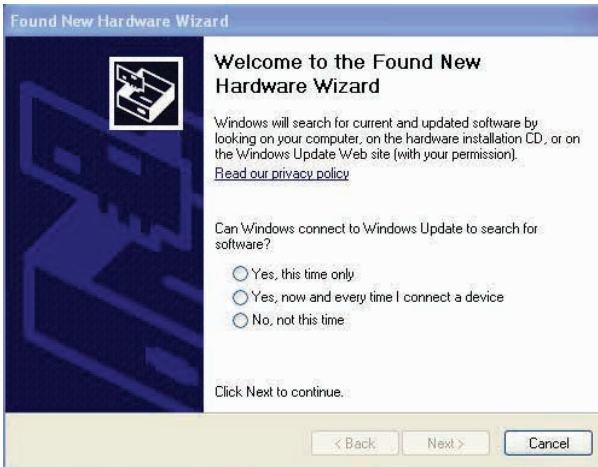 Found New Hardware Wizard
Welcome to the Found New
Hardware Wizard
Windows will search for current and updated software by
looking on your computer, on the hardware installation CD, or on
the Windows Update Web site (with your permission).
Read our privacy policy
Can Windows connect to Windows Update to search for
software?
Yes, this time only
Yes, now and every time I connect a device
No, not this time
Click Next to continue.
< Back Next > Cancel